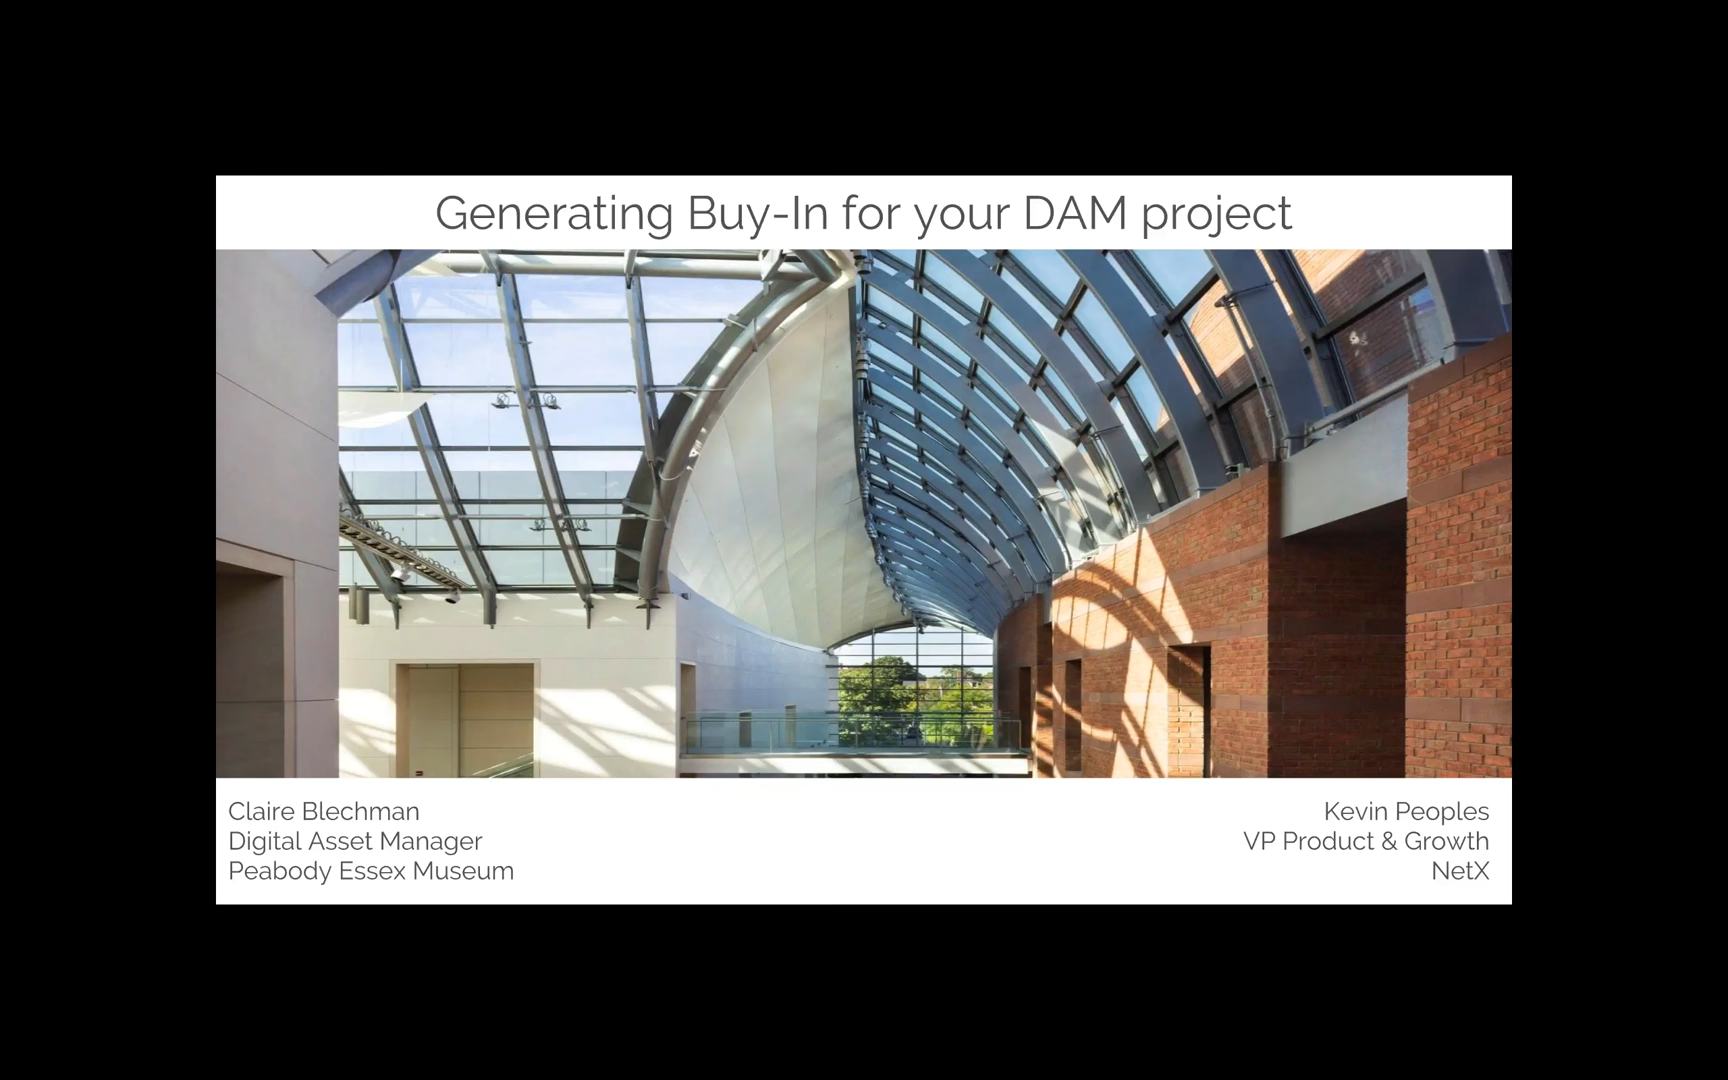 Generating Buy-In for your DAM project
Claire Blechman
Digital Asset Manager
Peabody Essex Museum
Kevin Peoples
VP Product & Growth
NetX